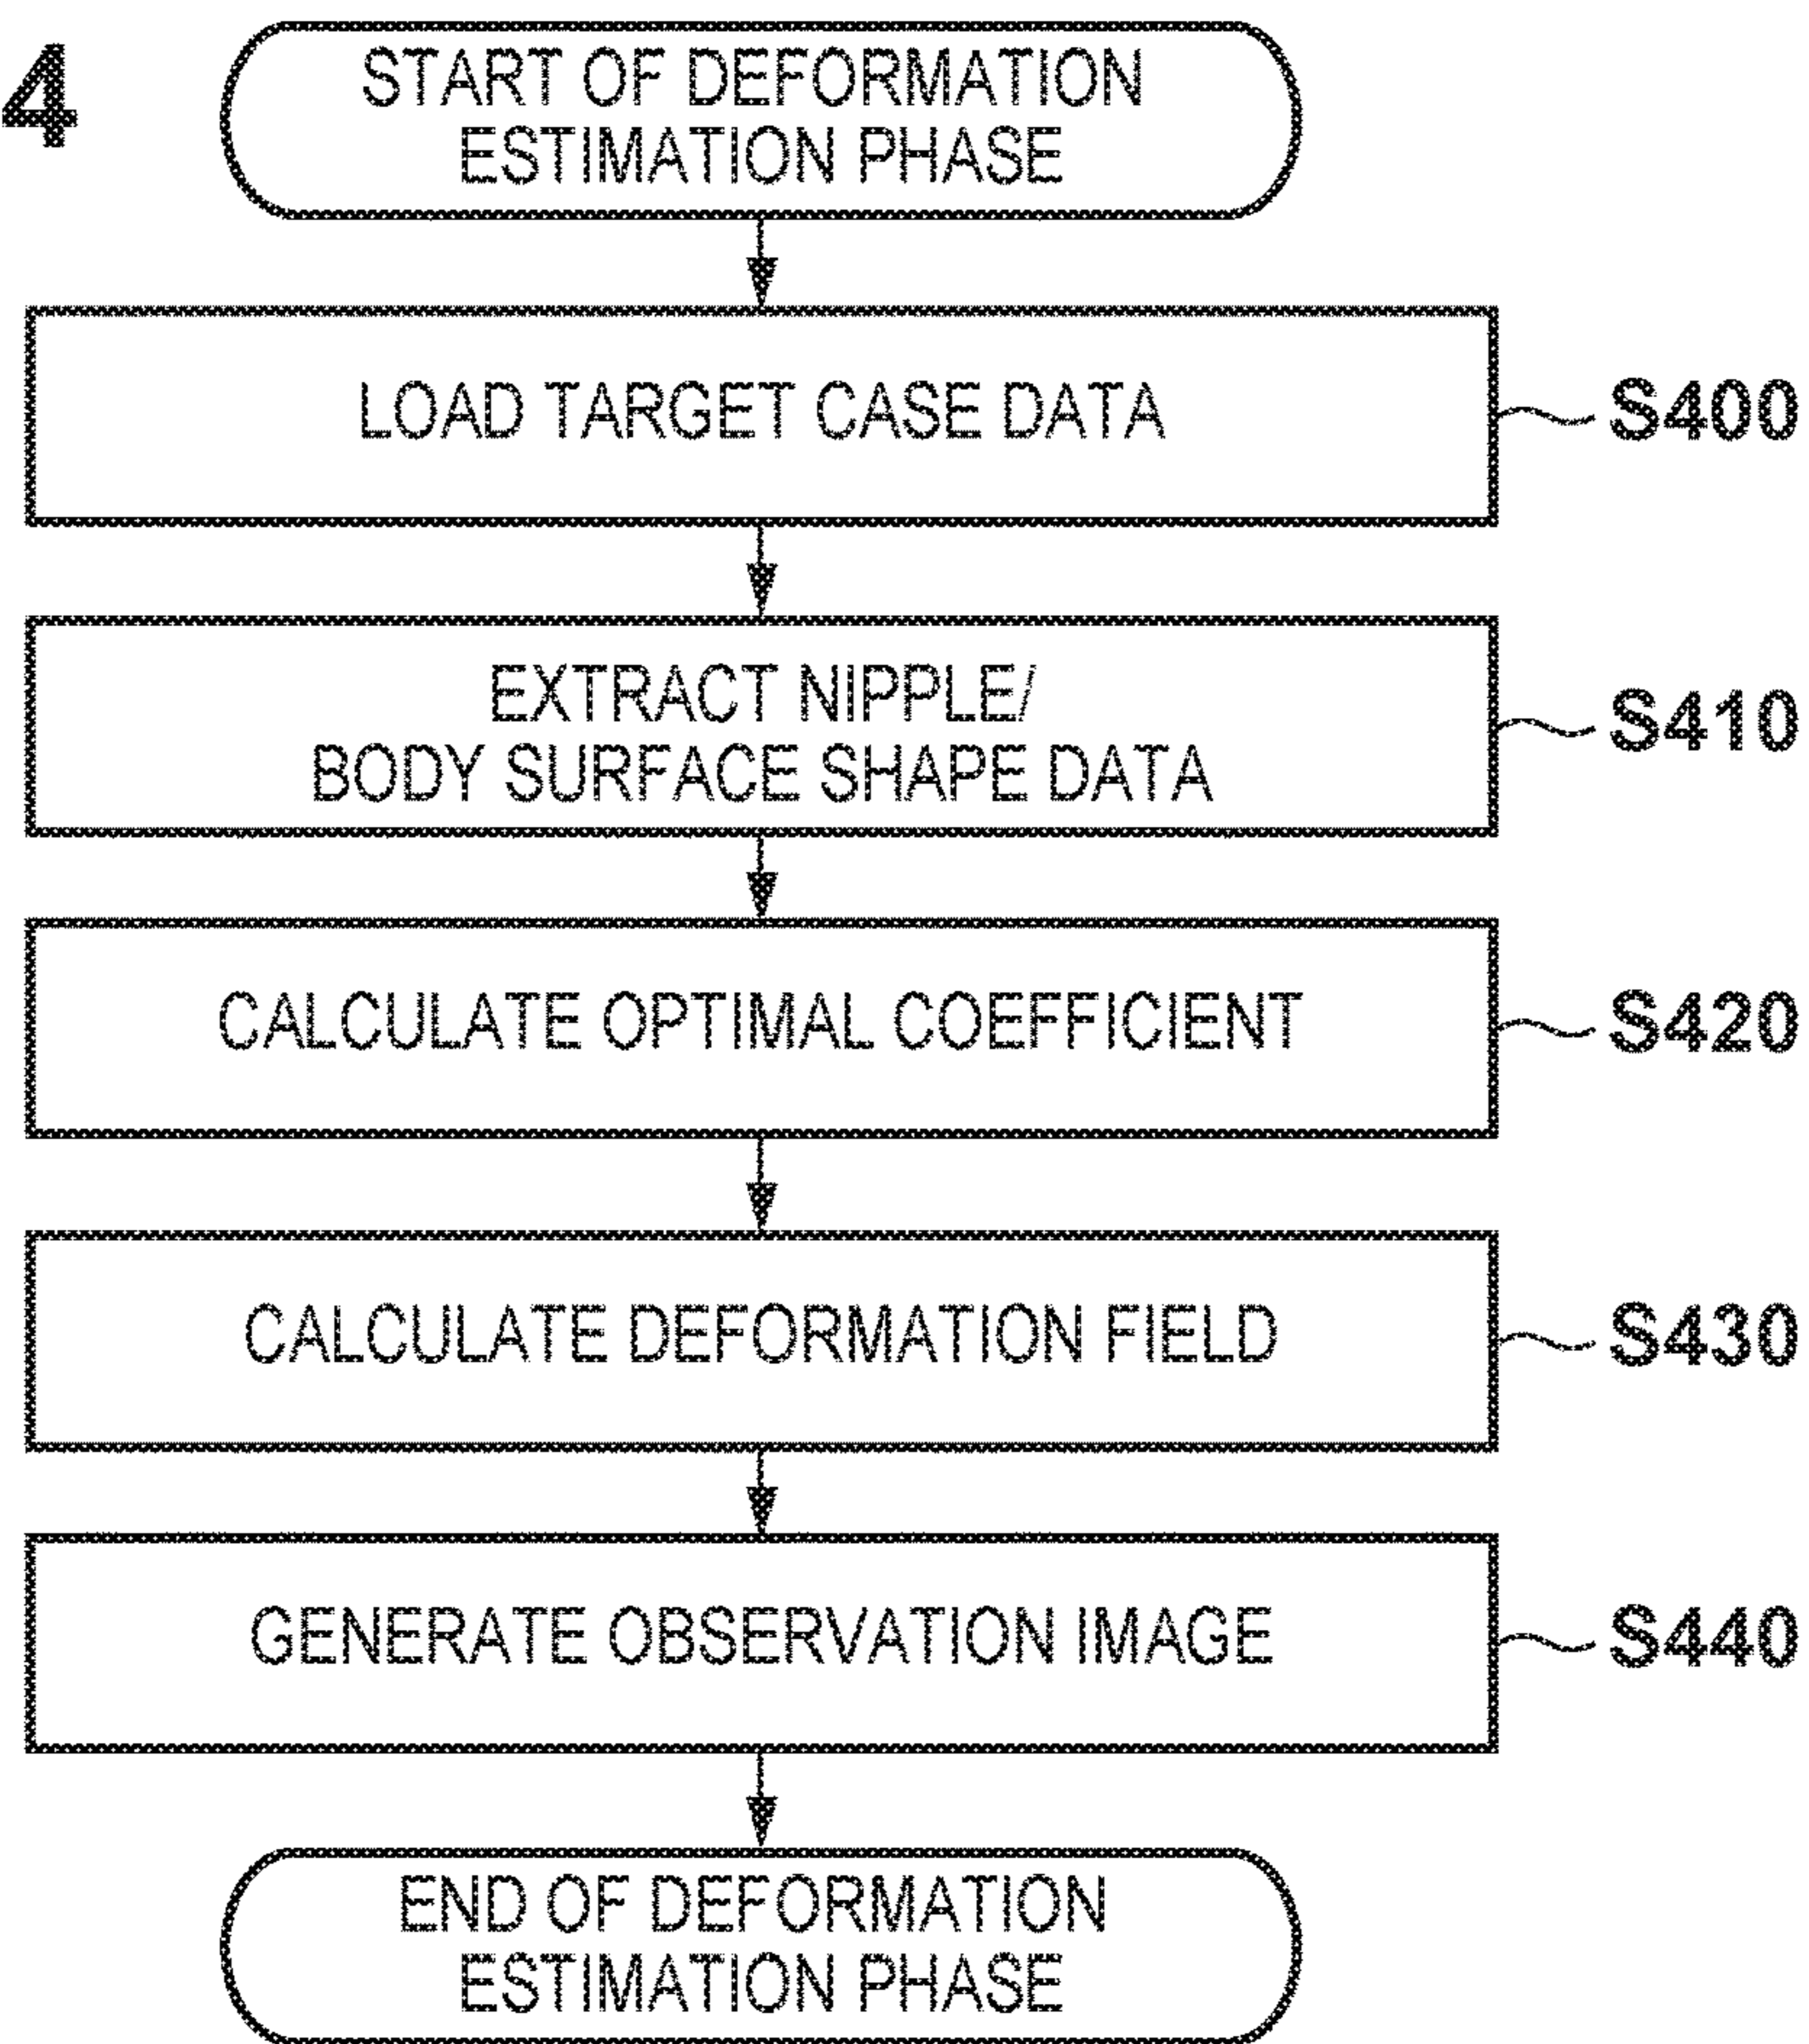 4
START OF DEFORMATION
ESTIMATION PHASE
LOAD TARGET CASE DATA
S400
EXTRACT NIPPLE/
BODY SURFACE SHAPE DATA
S410
CALCULATE OPTIMAL COEFFICIENT
S420
CALCULATE DEFORMATION FIELD
S430
GENERATE OBSERVATION IMAGE
S440
END OF DEFORMATION
ESTIMATION PHASE